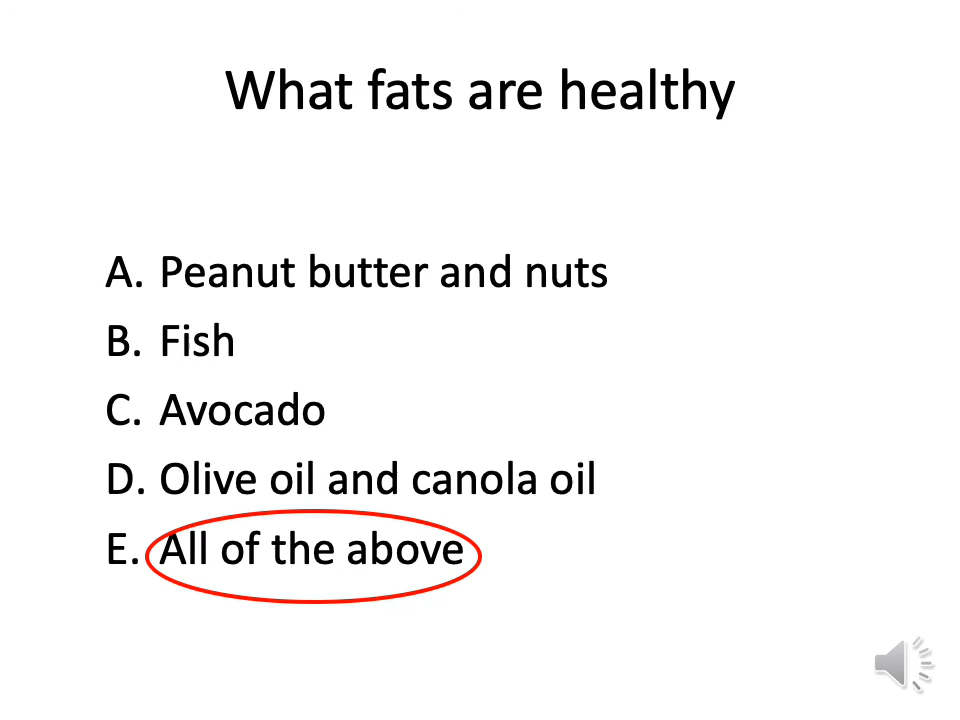 What fats are healthy
A. Peanut butter and nuts
B. Fish
C. Avocado
D. Olive oil and canola oil
E. All of the above